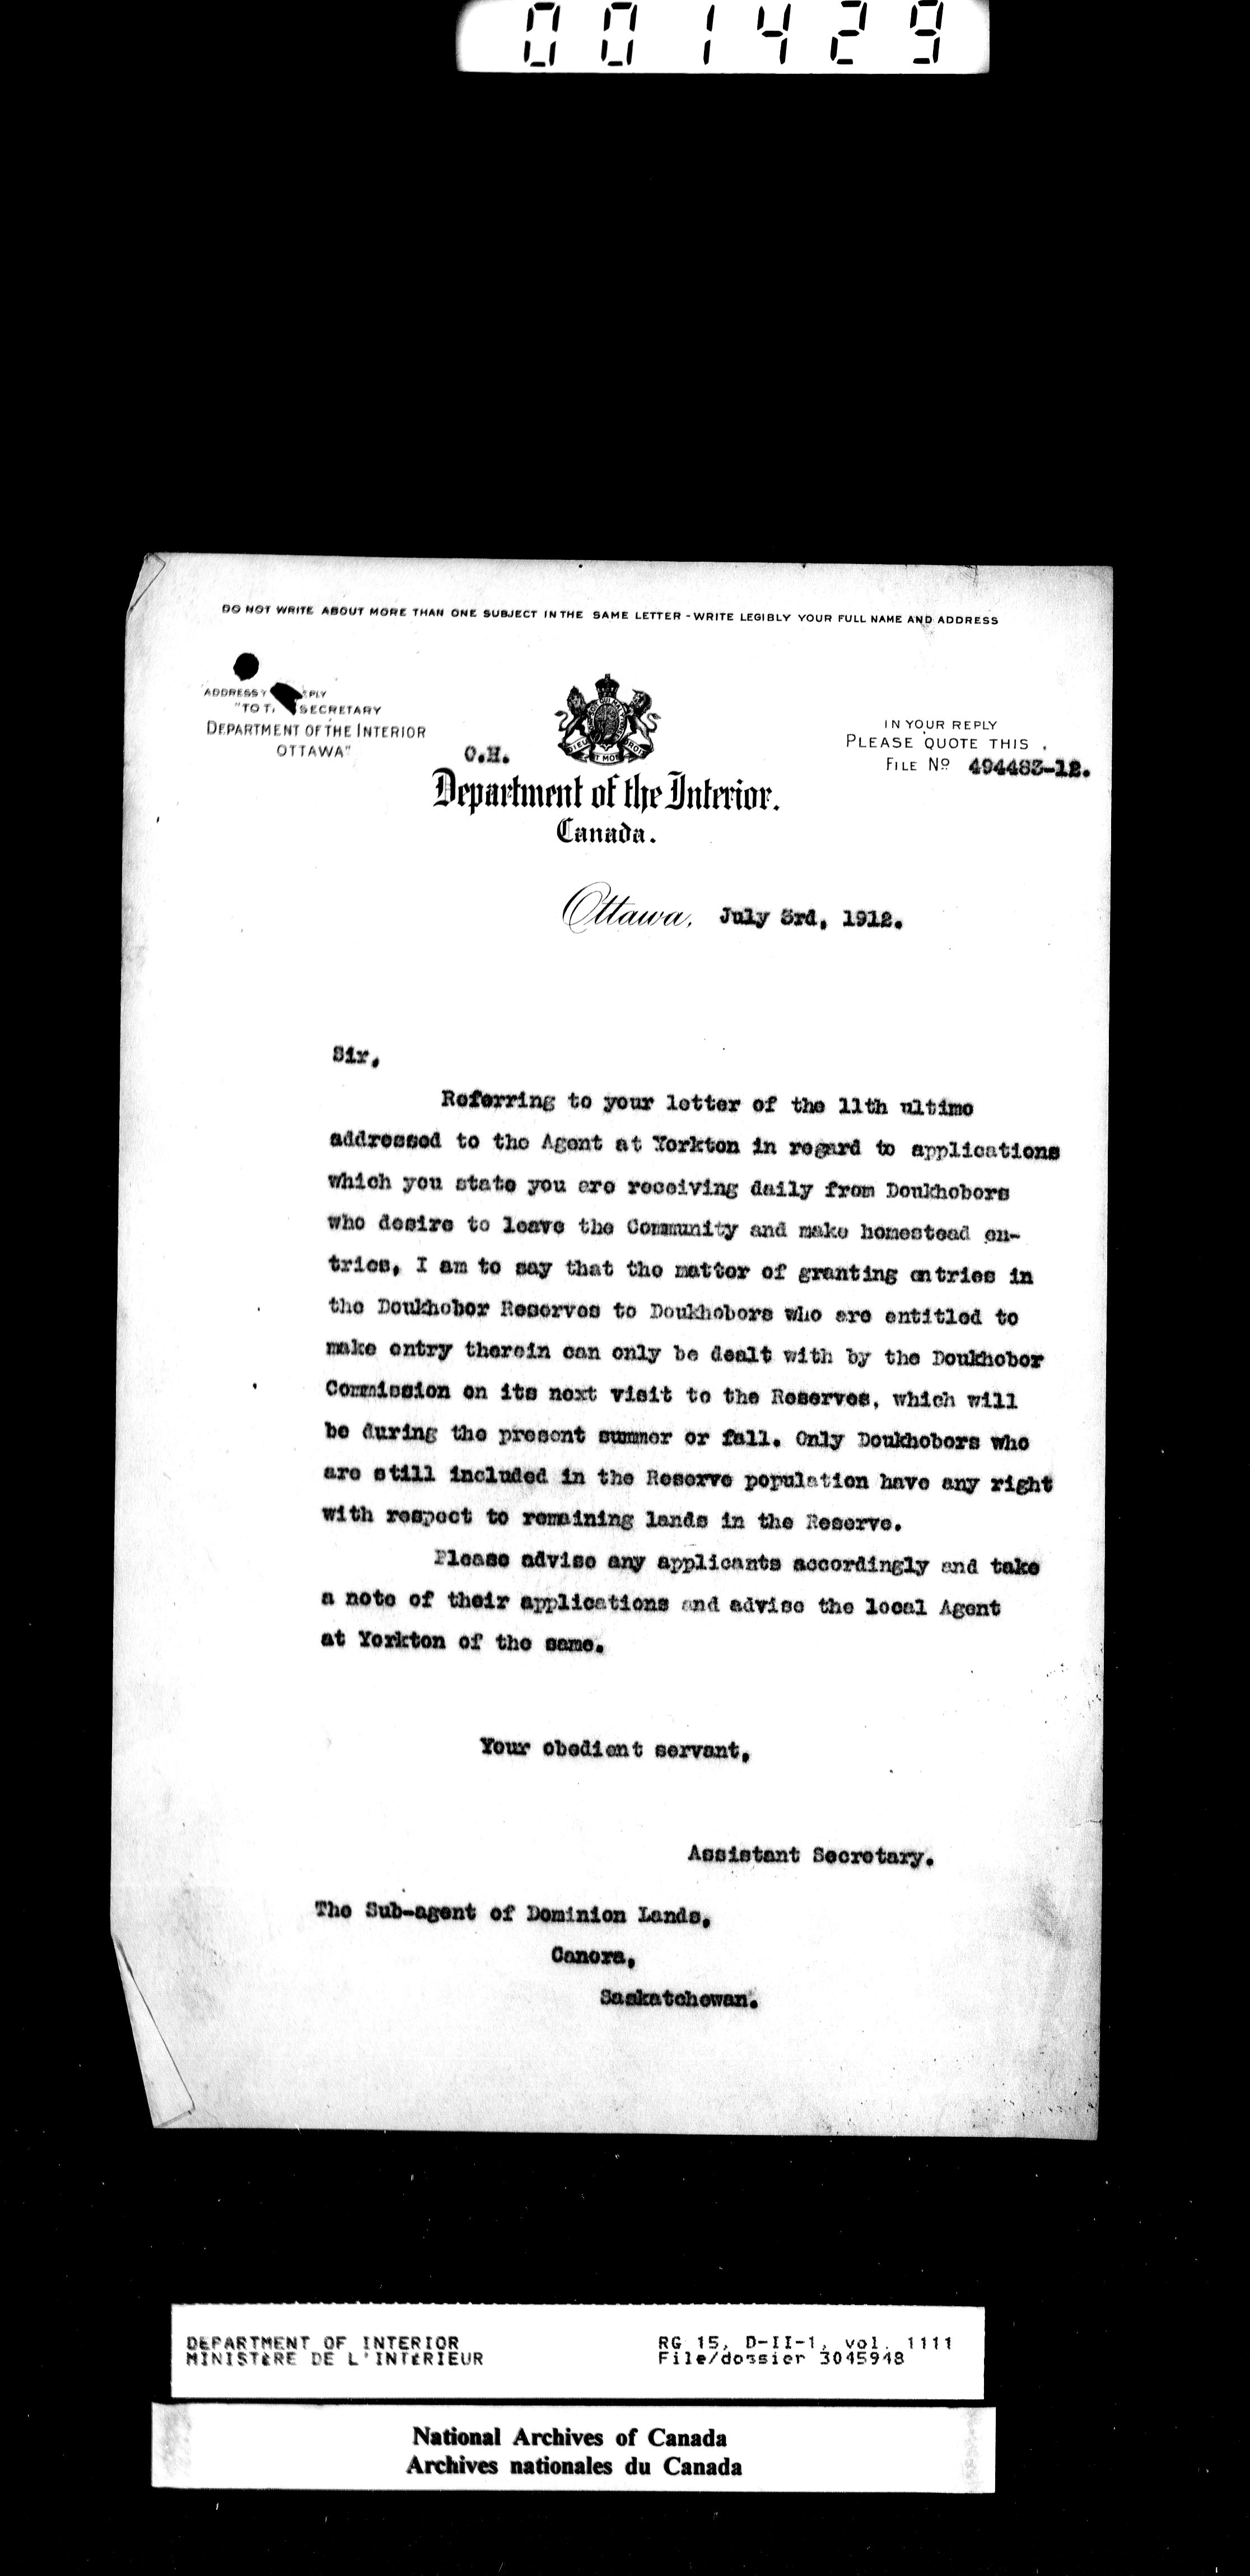 001429
DO NOT WRITE ABOUT MORE THAN ONE SUBJECT IN THE SAME LETTER - WRITE LEGIBLY YOUR FULL NAME AND ADDRESS
ADDRESS
"TO SECRETARY
DEPARTMENT OF THE INTERIOR
OTTAWA"
IN YOUR REPLY
PLEASE QUOTE THIS
FILE No 494483-12.
O.H.
Department of the Interior.
Canada.
Ottawa, July 3rd, 1912.
Sir,
Referring to your letter of the 11th ultimo
addressed to the Agent at Yorkton in regard to applications
which you state you are receiving daily from Doukhobors
who desire to leave the Community and make homestead en-
tries, I am to say that the matter of granting entries in
the Doukhobor Reserves to Doukhobors who are entitled to
make entry therein can only be dealt with by the Doukhobor
Commission on its next visit to the Reserves, which will
be during the present summer or fall. Only Doukhobors who
are still included in the Reserve population have any right
with respect to remaining lands in the Reserve.
Please advise any applicants accordingly and take
a note of their applications and advise the local Agent
at Yorkton of the same.
Your obedient servant,
Assistant Secretary.
The Sub-agent of Dominion Lands,
Canora,
Saskatchewan.
DEPARTMENT OF INTERIOR
MINISTÈRE DE L'INTÉRIEUR
RG 15, D-II-1, vol. 1111
File/dossier 3045948
National Archives of Canada
Archives nationales du Canada